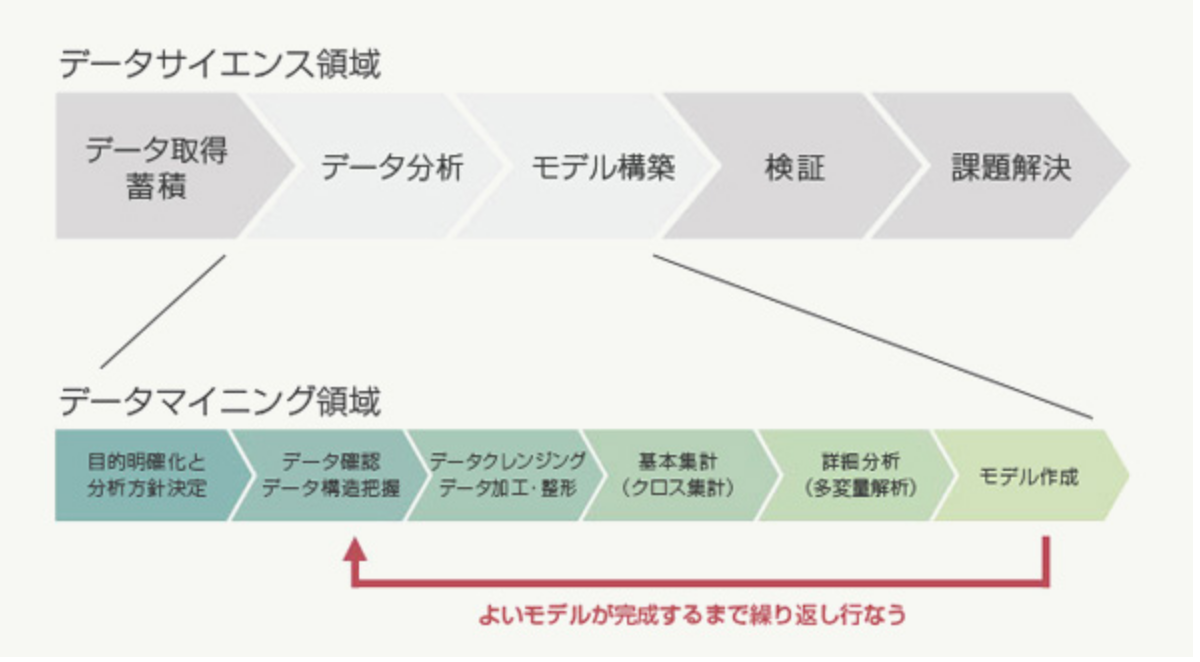 データサイエンス領域
データ取得
蓄積
データ分析
モデル構築
検証
課題解決
データマイニング領域
目的明確化と
分析方針決定
データ確認
データ構造把握
データクレンジング
データ加工・整形
基本集計
（クロス集計）
詳細分析
（多変量解析）
モデル作成
よいモデルが完成するまで繰り返し行なう